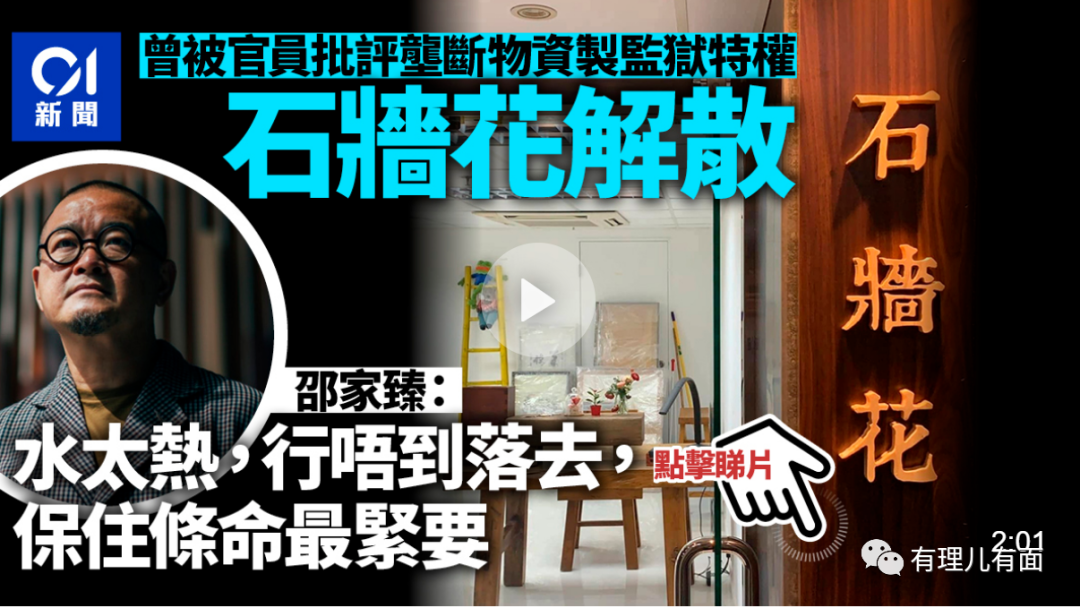 01
新聞
曾被官員批評壟斷物資製監獄特權
石牆花解散
石牆花
邵家臻：
水太熱，行唔到落去，
保住條命最緊要
點擊睇片
2:01
有理儿有面